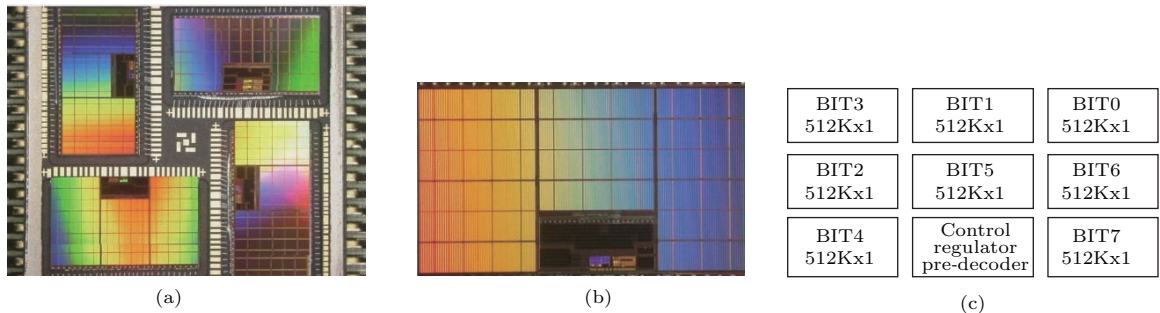 BIT3
512Kx1
BIT1
512Kx1
BIT0
512Kx1
BIT2
512Kx1
BIT5
512Kx1
BIT6
512Kx1
BIT4
512Kx1
Control
regulator
pre-decoder
BIT7
512Kx1
(a)
(b)
(c)